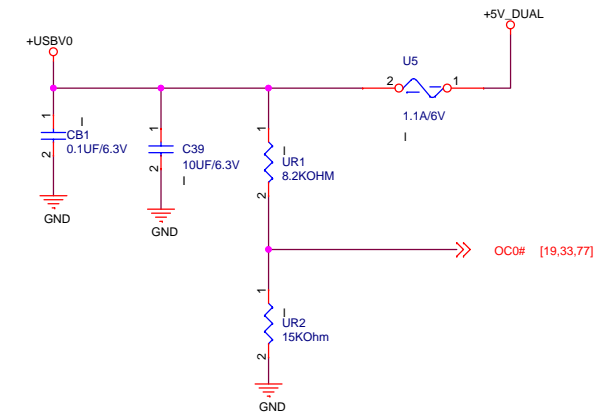 +5V_DUAL
+USBV0
U5
2
1
1.1A/6V
I
1
I
CB1
0.1UF/6.3V
2
GND
1
C39
10UF/6.3V
I
2
GND
1
I
UR1
8.2KOHM
2
OC0# [19,33,77]
1
I
UR2
15KOhm
2
GND